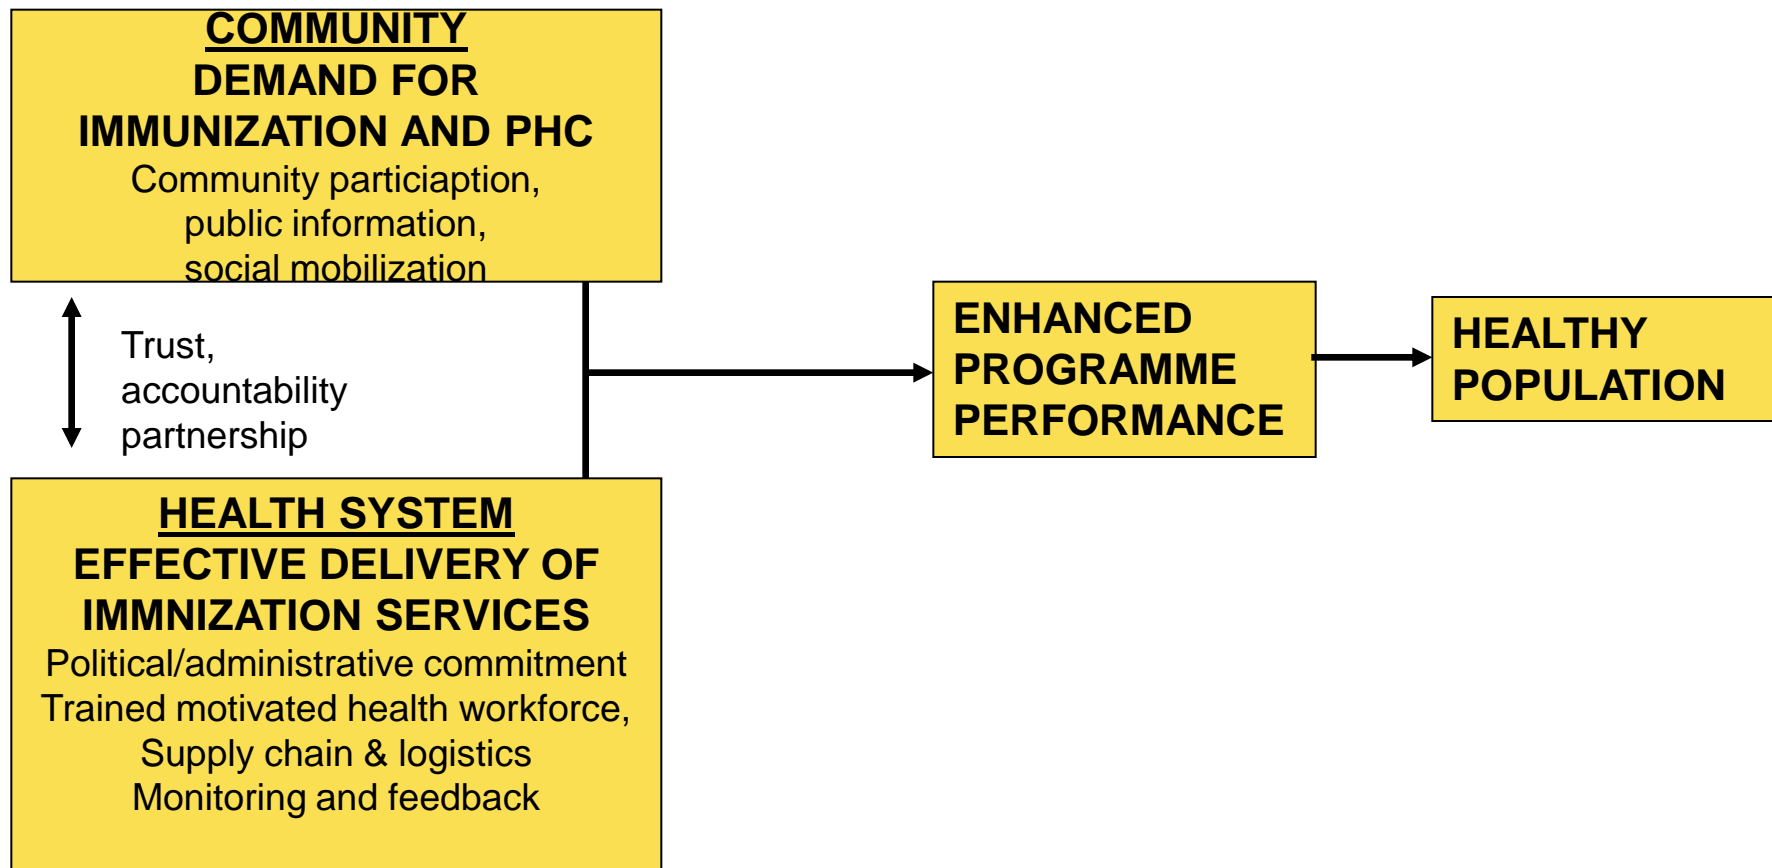 COMMUNITY
DEMAND FOR
IMMUNIZATION AND PHC
Community particiaption,
public information,
social mobilization
Trust,
accountability
partnership
HEALTH SYSTEM
EFFECTIVE DELIVERY OF
IMMNIZATION SERVICES
Political/administrative commitment
Trained motivated health workforce,
Supply chain & logistics
Monitoring and feedback
ENHANCED
PROGRAMME
PERFORMANCE
HEALTHY
POPULATION